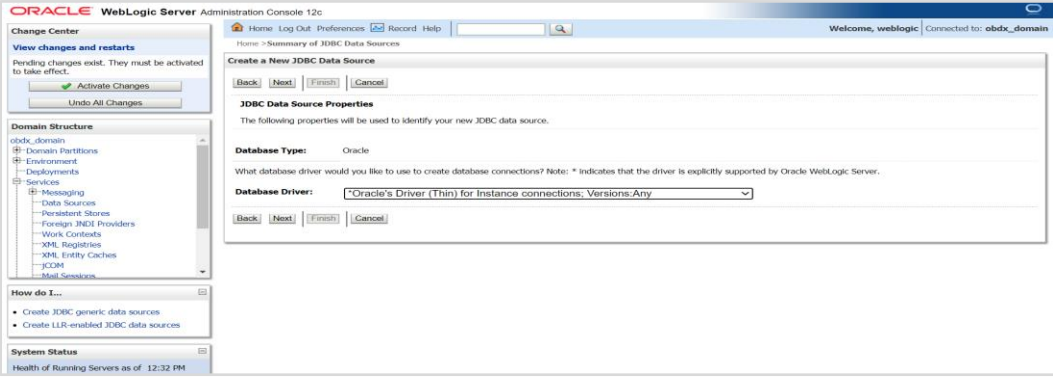 ORACLE WebLogic Server Administration Console 12c
Change Center
View changes and restarts
Pending changes exist. They must be activated
to take effect.
Activate Changes
Undo All Changes
Domain Structure
obdx_domain
Domain Partitions
Environment
Deployments
Services
Messaging
Data Sources
Persistent Stores
Foreign JNDI Providers
Work Contexts
XML Registries
XML Entity Caches
jCOM
Mail Sessions
How do I...
Create JDBC generic data sources
Create LLR-enabled JDBC data sources
System Status
Health of Running Servers as of 12:32 PM
Home Log Out Preferences Record Help
Welcome, weblogic Connected to: obdx_domain
Home >Summary of JDBC Data Sources
Create a New JDBC Data Source
Back Next Finish Cancel
JDBC Data Source Properties
The following properties will be used to identify your new JDBC data source.
Database Type: Oracle
What database driver would you like to use to create database connections? Note: * indicates that the driver is explicitly supported by Oracle WebLogic Server.
Database Driver: *Oracle's Driver (Thin) for Instance connections; Versions:Any
Back Next Finish Cancel